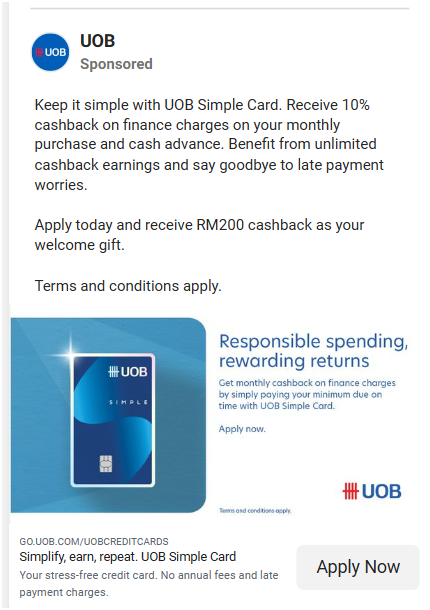 UOB
UOB
Sponsored
Keep it simple with UOB Simple Card. Receive 10%
cashback on finance charges on your monthly
purchase and cash advance. Benefit from unlimited
cashback earnings and say goodbye to late payment
worries.
Apply today and receive RM200 cashback as your
welcome gift.
Terms and conditions apply.
UOB
SIMPLE
Responsible spending,
rewarding returns
Get monthly cashback on finance charges
by simply paying your minimum due on
time with UOB Simple Card.
Apply now.
UOB
Terms and conditions apply.
GO.UOB.COM/UOBCREDITCARDS
Simplify, earn, repeat. UOB Simple Card
Your stress-free credit card. No annual fees and late
payment charges.
Apply Now